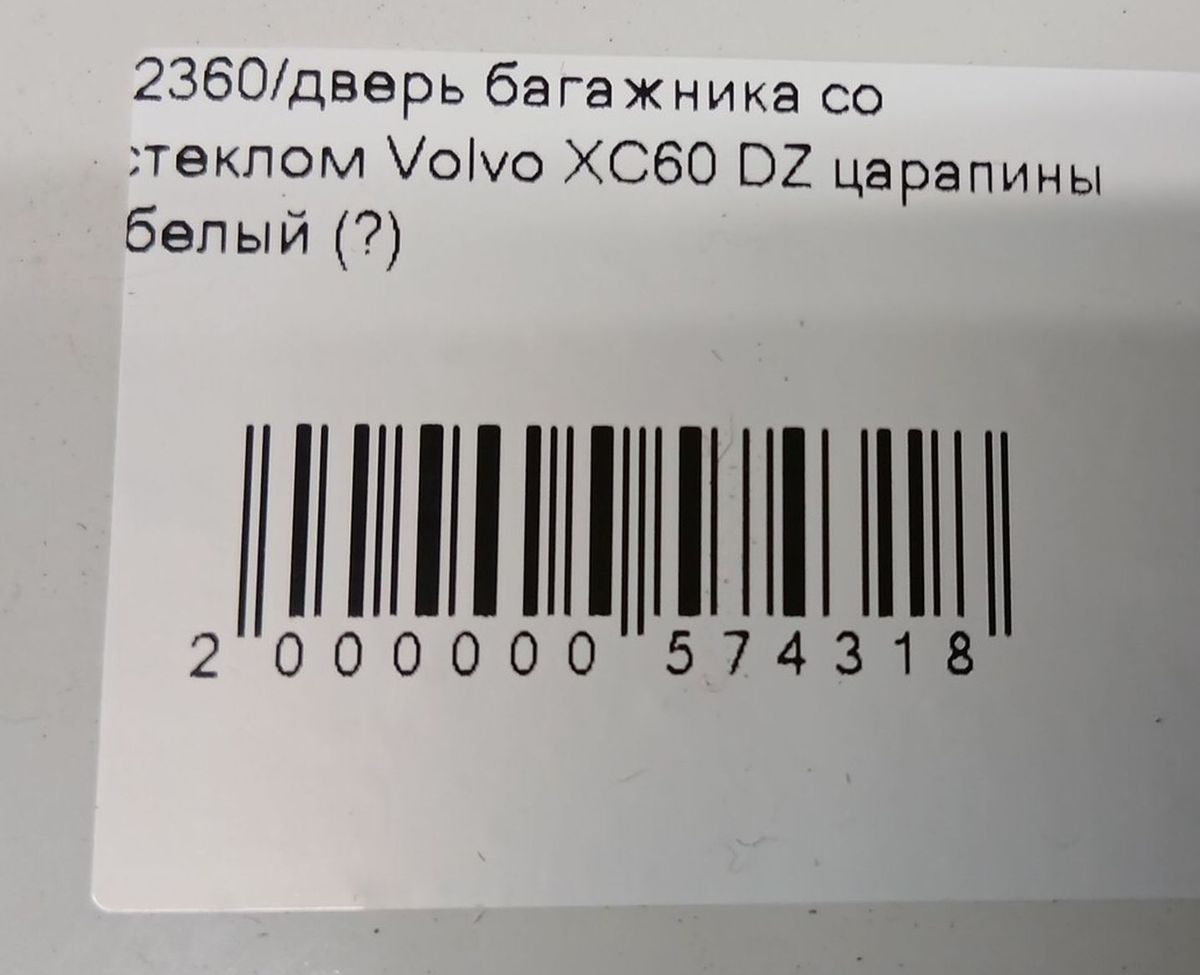 2360/дверь багажника со
стеклом Volvo XC60 DZ царапины
белый (?)
2 000000 574318